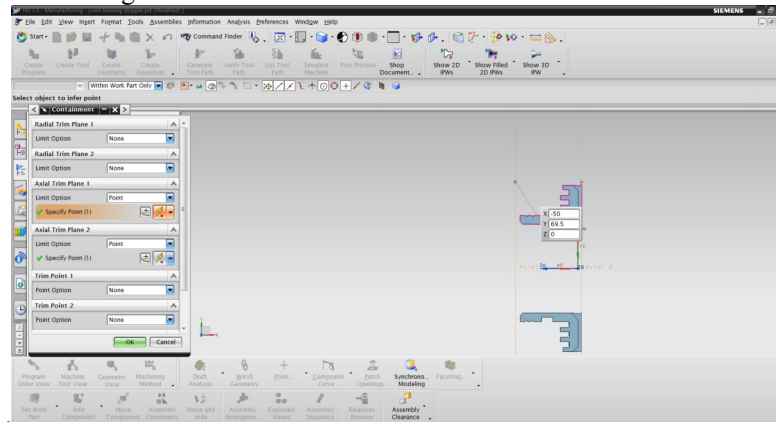 SIEMENS
File Edit View Insert Format Tools Assemblies Information Analysis Preferences Window Help
Start Command Finder
Create Program Create Tool Create Geometry Create Operation Generate Tool Path Verify Tool Path List Tool Path Simulate Machine Post Process Shop Document... Show 2D IPWs Show Filled 2D IPWs Show 3D IPW
Within Work Part Only
Select object to infer point
Containment
Radial Trim Plane 1
Limit Option None
Radial Trim Plane 2
Limit Option None
Axial Trim Plane 1
Limit Option Point
Specify Point (1)
Axial Trim Plane 2
Limit Option Point
Specify Point (1)
Trim Point 1
Point Option None
Trim Point 2
Point Option None
OK Cancel
X -50
Y 69.5
Z 0
YC
Axial 2
Program Order View Machine Tool View Geometry View Machining Method Draft Analysis WAVE Geometry Point... Composite Curve... Patch Openings... Synchrono... Modeling Faceting...
Set Work Part Add Component Move Component Assembly Constraints Show and Hide Assembly Arrangeme... Exploded Views Assembly Sequence Relations Browser Assembly Clearance